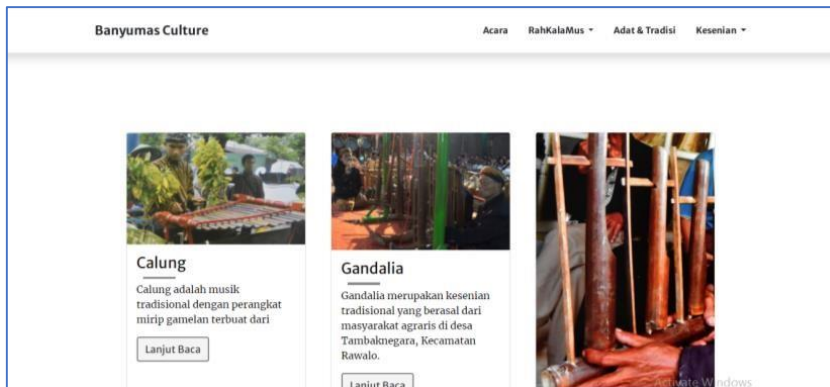 Banyumas Culture
Acara RahKalaMus Adat & Tradisi Kesenian
Calung
Calung adalah musik
tradisional dengan perangkat
mirip gamelan terbuat dari
Lanjut Baca
Gandalia
Gandalia merupakan kesenian
tradisional yang berasal dari
masyarakat agraris di desa
Tambaknegara, Kecamatan
Rawalo.
Lanjut Baca
Activate Windows